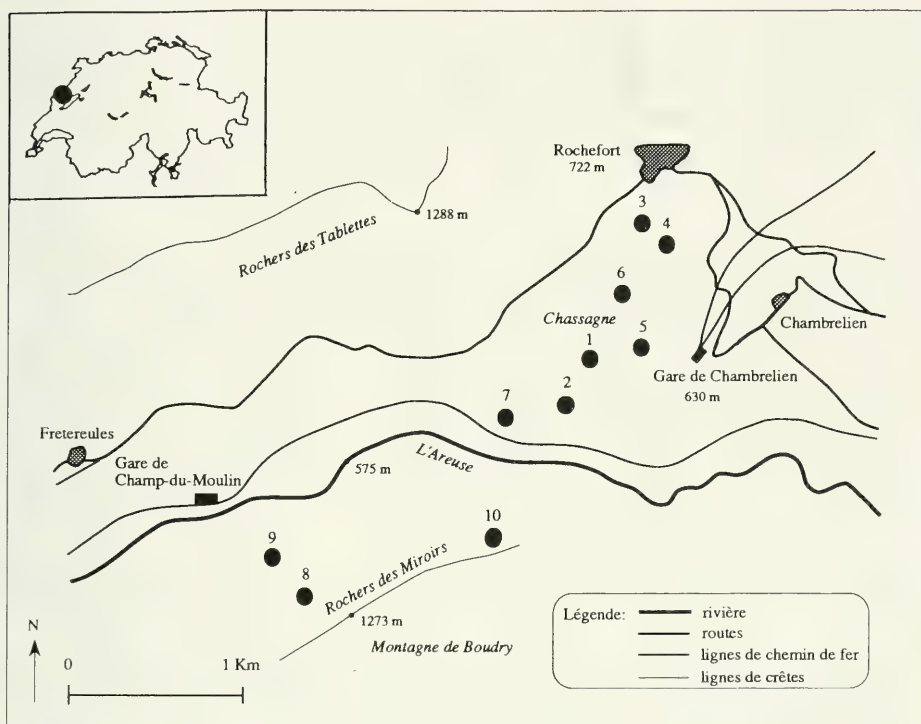 Rochefort
722 m
3
4
1288 m
Rochers des Tablettes
6
Chassagne
Chambrelien
1
5
Gare de Chambrelien
630 m
2
7
Fretereules
Gare de
Champ-du-Moulin
L'Areuse
575 m
10
9
8
Rochers des Miroirs
1273 m
Montagne de Boudry
N
0
1 Km
Légende:
rivière
routes
lignes de chemin de fer
lignes de crêtes